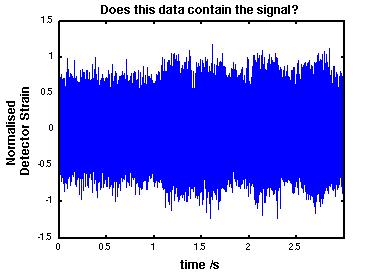 Does this data contain the signal?
1.5
1
0.5
0
-0.5
-1
-1.5
Normalised
Detector Strain
0 0.5 1 1.5 2 2.5
time /s